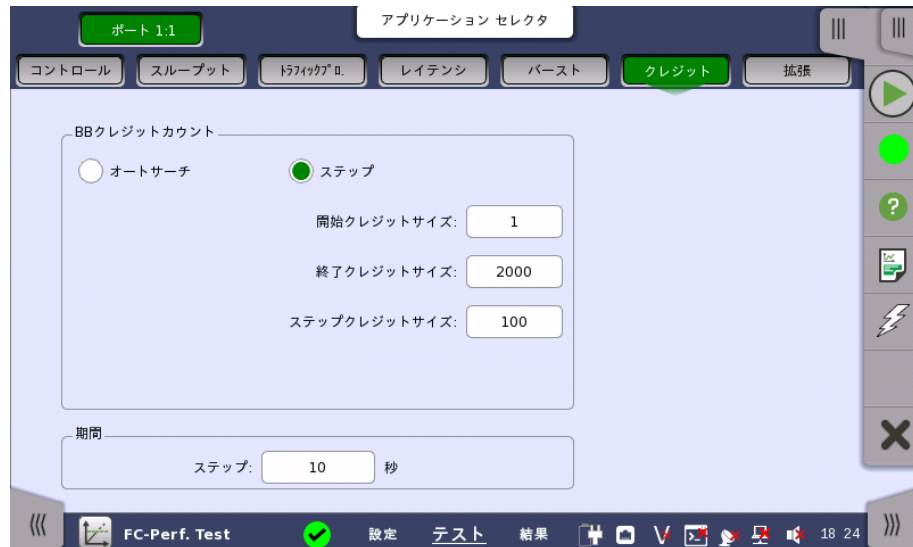 ポート 1:1
アプリケーション セレクタ
コントロール
スループット
ﾄﾗﾌｨｯｸﾌﾟﾛ.
レイテンシ
バースト
クレジット
拡張
BBクレジットカウント
オートサーチ
ステップ
開始クレジットサイズ: 1
終了クレジットサイズ: 2000
ステップクレジットサイズ: 100
期間
ステップ: 10 秒
FC-Perf. Test
設定
テスト
結果
18 24